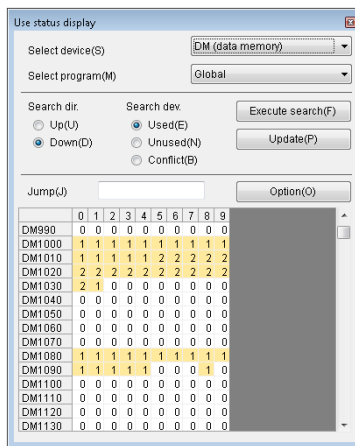 Use status display
Select device(S) DM (data memory)
Select program(M) Global
Search dir. Search dev. Execute search(F)
Up(U) Used(E)
Down(D) Unused(N) Update(P)
Conflict(B)
Jump(J) Option(O)
0 1 2 3 4 5 6 7 8 9
DM990 0 0 0 0 0 0 0 0 0 0
DM1000 1 1 1 1 1 1 1 1 1 1
DM1010 1 1 1 1 1 2 2 2 2 2
DM1020 2 2 2 2 2 2 2 2 2 2
DM1030 2 1 0 0 0 0 0 0 0 0
DM1040 0 0 0 0 0 0 0 0 0 0
DM1050 0 0 0 0 0 0 0 0 0 0
DM1060 0 0 0 0 0 0 0 0 0 0
DM1070 0 0 0 0 0 0 0 0 0 0
DM1080 1 1 1 1 1 1 1 1 1 1
DM1090 1 1 1 1 1 0 0 0 1 0
DM1100 0 0 0 0 0 0 0 0 0 0
DM1110 0 0 0 0 0 0 0 0 0 0
DM1120 0 0 0 0 0 0 0 0 0 0
DM1130 0 0 0 0 0 0 0 0 0 0